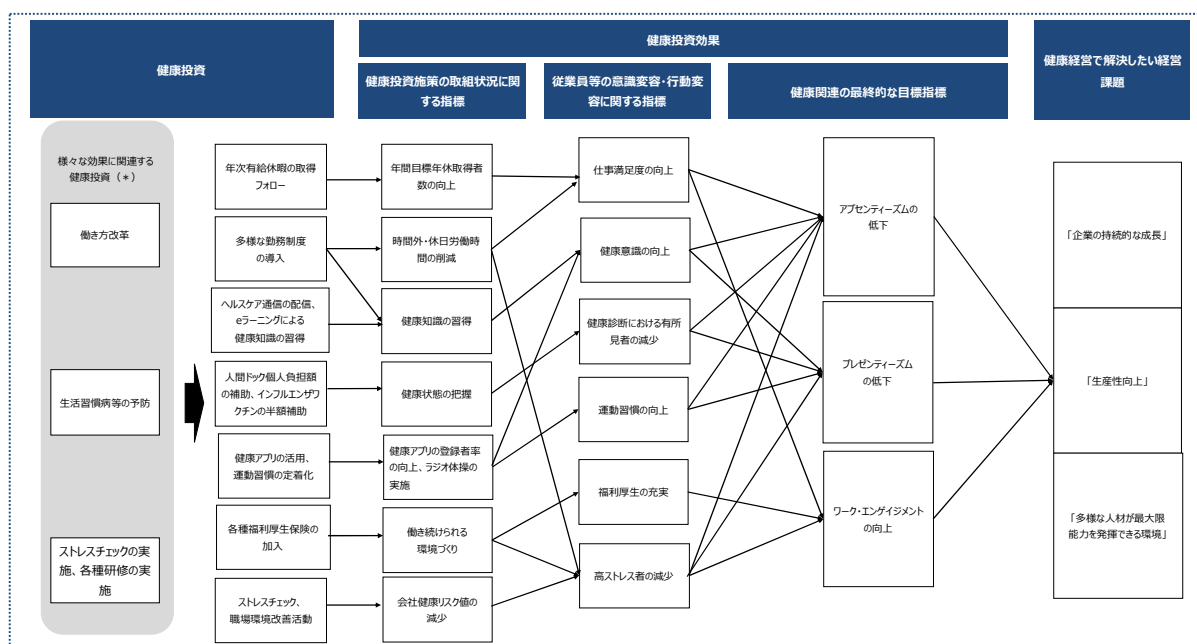 健康投資
健康投資効果
健康経営で解決したい経営
課題
健康投資施策の取組状況に関
する指標
従業員等の意識変容・行動変
容に関する指標
健康関連の最終的な目標指標
様々な効果に関連する
健康投資（＊）
働き方改革
生活習慣病等の予防
ストレスチェックの実
施、各種研修の実
施
年次有給休暇の取得
フォロー
多様な勤務制度
の導入
ヘルスケア通信の配信、
eラーニングによる
健康知識の習得
人間ドック個人負担額
の補助、インフルエンザワ
クチンの半額補助
健康アプリの活用、
運動習慣の定着化
各種福利厚生保険の
加入
ストレスチェック、
職場環境改善活動
年間目標年休取得者
数の向上
時間外・休日労働時
間の削減
健康知識の習得
健康状態の把握
健康アプリの登録者率
の向上、ラジオ体操の
実施
働き続けられる
環境づくり
会社健康リスク値の
減少
仕事満足度の向上
健康意識の向上
健康診断における有所
見者の減少
運動習慣の向上
福利厚生の充実
高ストレス者の減少
アブセンティーズムの
低下
プレゼンティーズム
の低下
ワーク・エンゲイジメント
の向上
「企業の持続的な成長」
「生産性向上」
「多様な人材が最大限
能力を発揮できる環境」